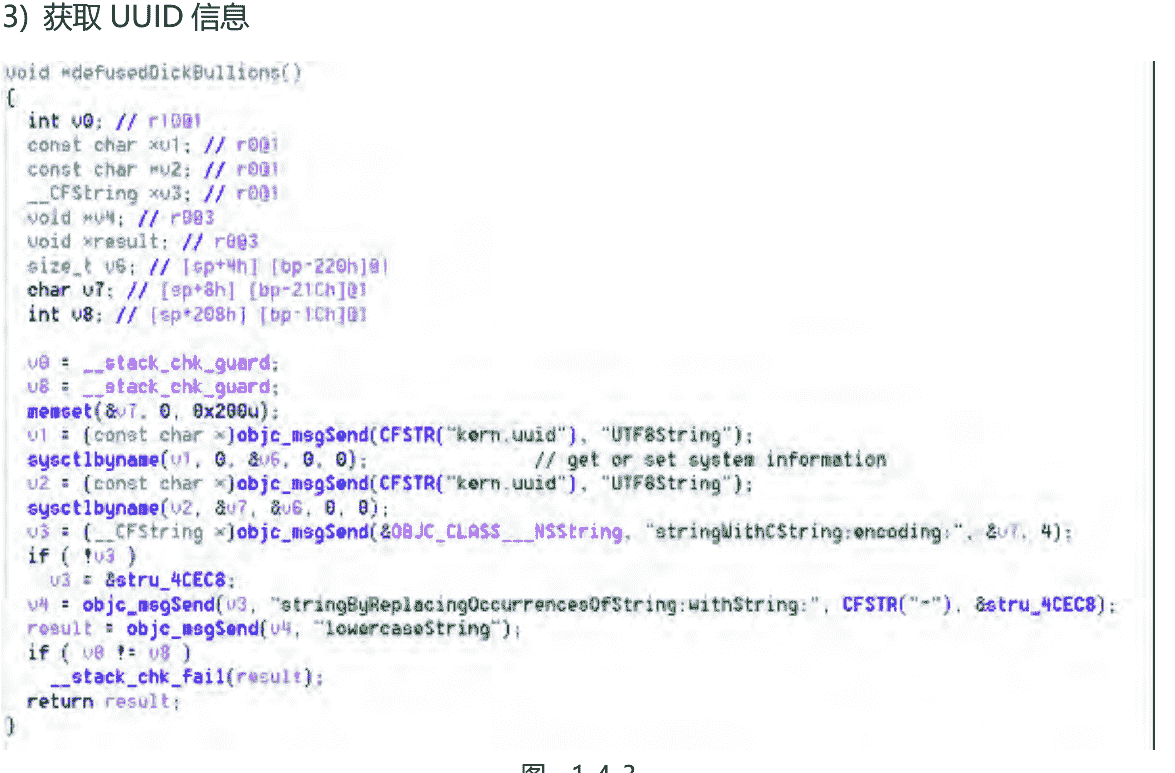 3) 获取 UUID 信息
void *defusedDickBullions()
{
int v0; // r10@1
const char *v1; // r0@1
const char *v2; // r0@1
__CFString *v3; // r0@1
void *v4; // r0@3
void *result; // r0@3
size_t v6; // [sp+4h] [bp-220h]@1
char v7; // [sp+8h] [bp-21Ch]@1
int v8; // [sp+208h] [bp-1Ch]@1
v0 = __stack_chk_guard;
v8 = __stack_chk_guard;
memset(&v7, 0, 0x200u);
v1 = (const char *)objc_msgSend(CFSTR("kern.uuid"), "UTF8String");
sysctlbyname(v1, 0, &v6, 0, 0); // get or set system information
v2 = (const char *)objc_msgSend(CFSTR("kern.uuid"), "UTF8String");
sysctlbyname(v2, &v7, &v6, 0, 0);
v3 = (__CFString *)objc_msgSend(&OBJC_CLASS___NSString, "stringWithCString:encoding:", &v7, 4);
if ( !v3 )
v3 = &stru_4CEC8;
v4 = objc_msgSend(v3, "stringByReplacingOccurrencesOfString:withString:", CFSTR("-"), &stru_4CEC8);
result = objc_msgSend(v4, "lowercaseString");
if ( v0 != v8 )
__stack_chk_fail(result);
return result;
}